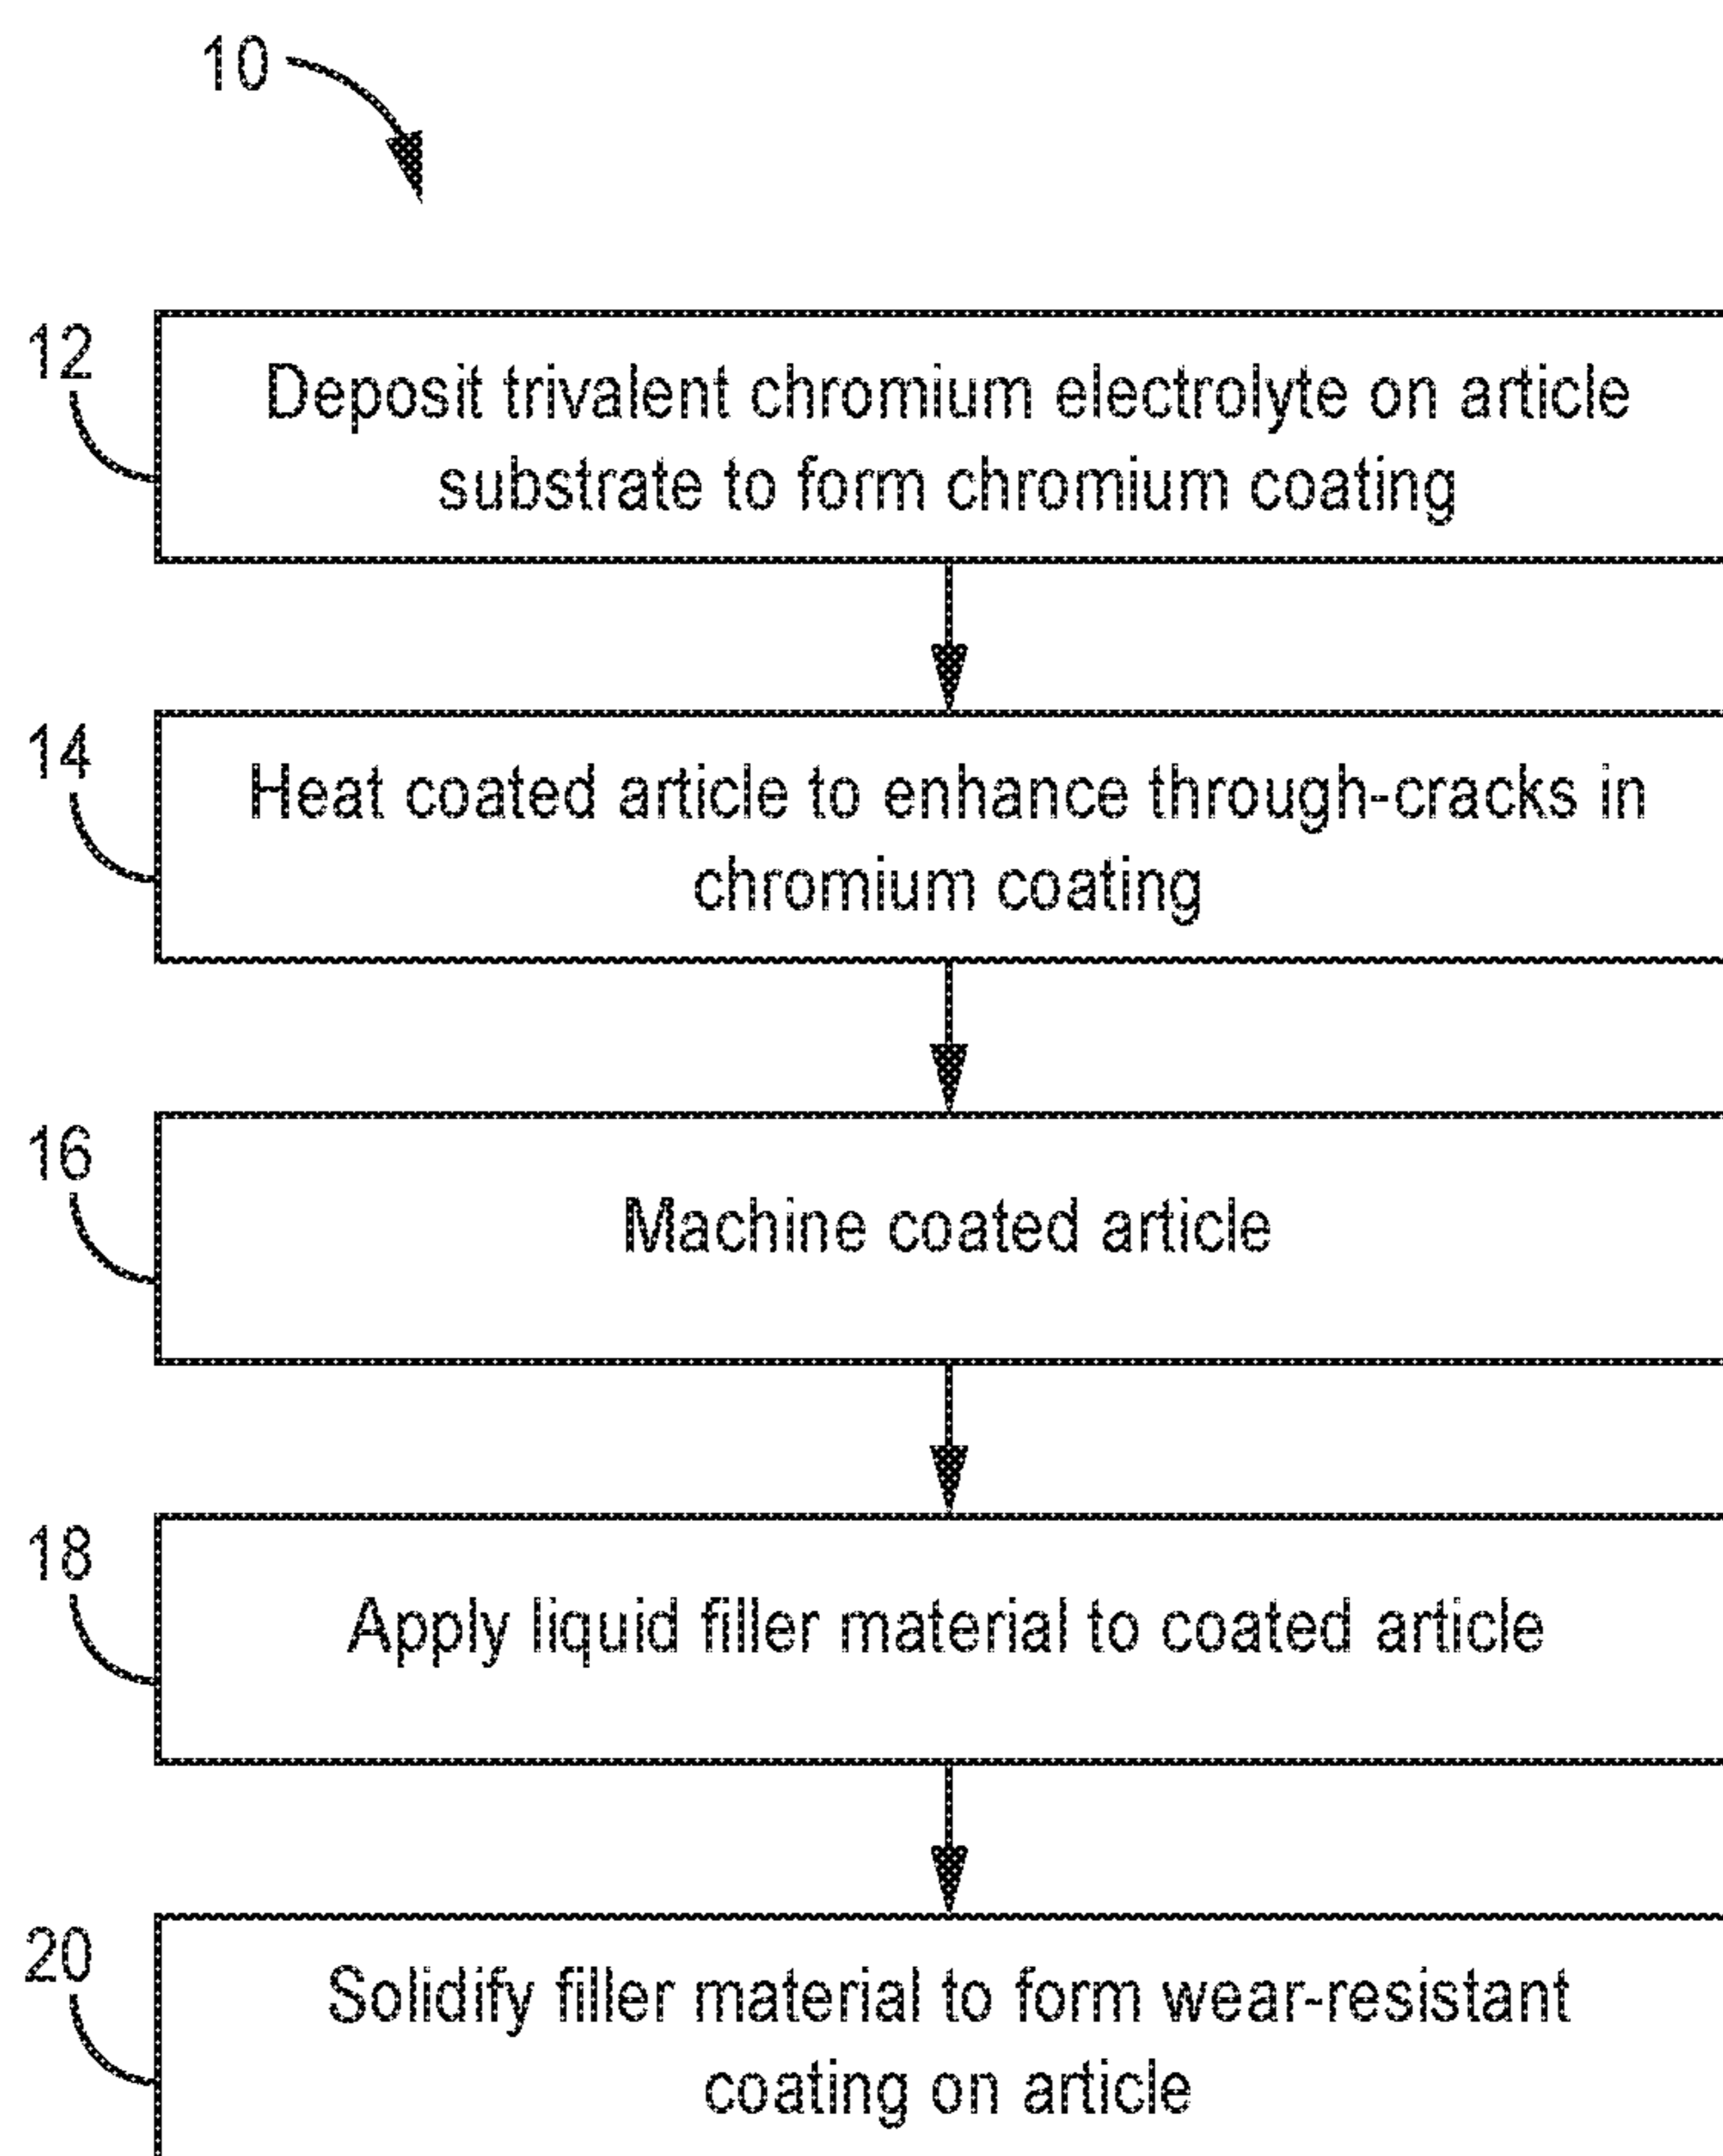 10
12
Deposit trivalent chromium electrolyte on article
substrate to form chromium coating
14
Heat coated article to enhance through-cracks in
chromium coating
16
Machine coated article
18
Apply liquid filler material to coated article
20
Solidify filler material to form wear-resistant
coating on article